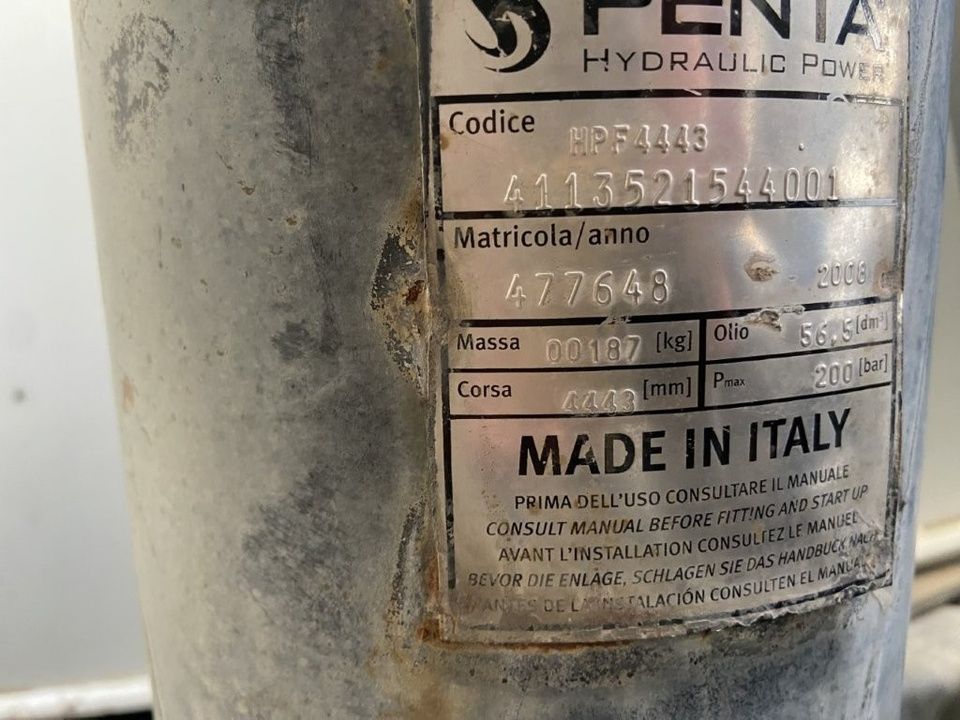 PENTA
HYDRAULIC POWER
Codice
HPF4443
4113521544001
Matricola/anno
477648 2008
Massa 00187 [kg] Olio 56,5 [dm³]
Corsa 4443 [mm] Pmax 200 [bar]
MADE IN ITALY
PRIMA DELL'USO CONSULTARE IL MANUALE
CONSULT MANUAL BEFORE FITTING AND START UP
AVANT L'INSTALLATION CONSULTEZ LE MANUEL
BEVOR DIE ENLAGE, SCHLAGEN SIE DAS HANDBUCK NACH
ANTES DE LA INSTALACIÓN CONSULTEN EL MANUAL